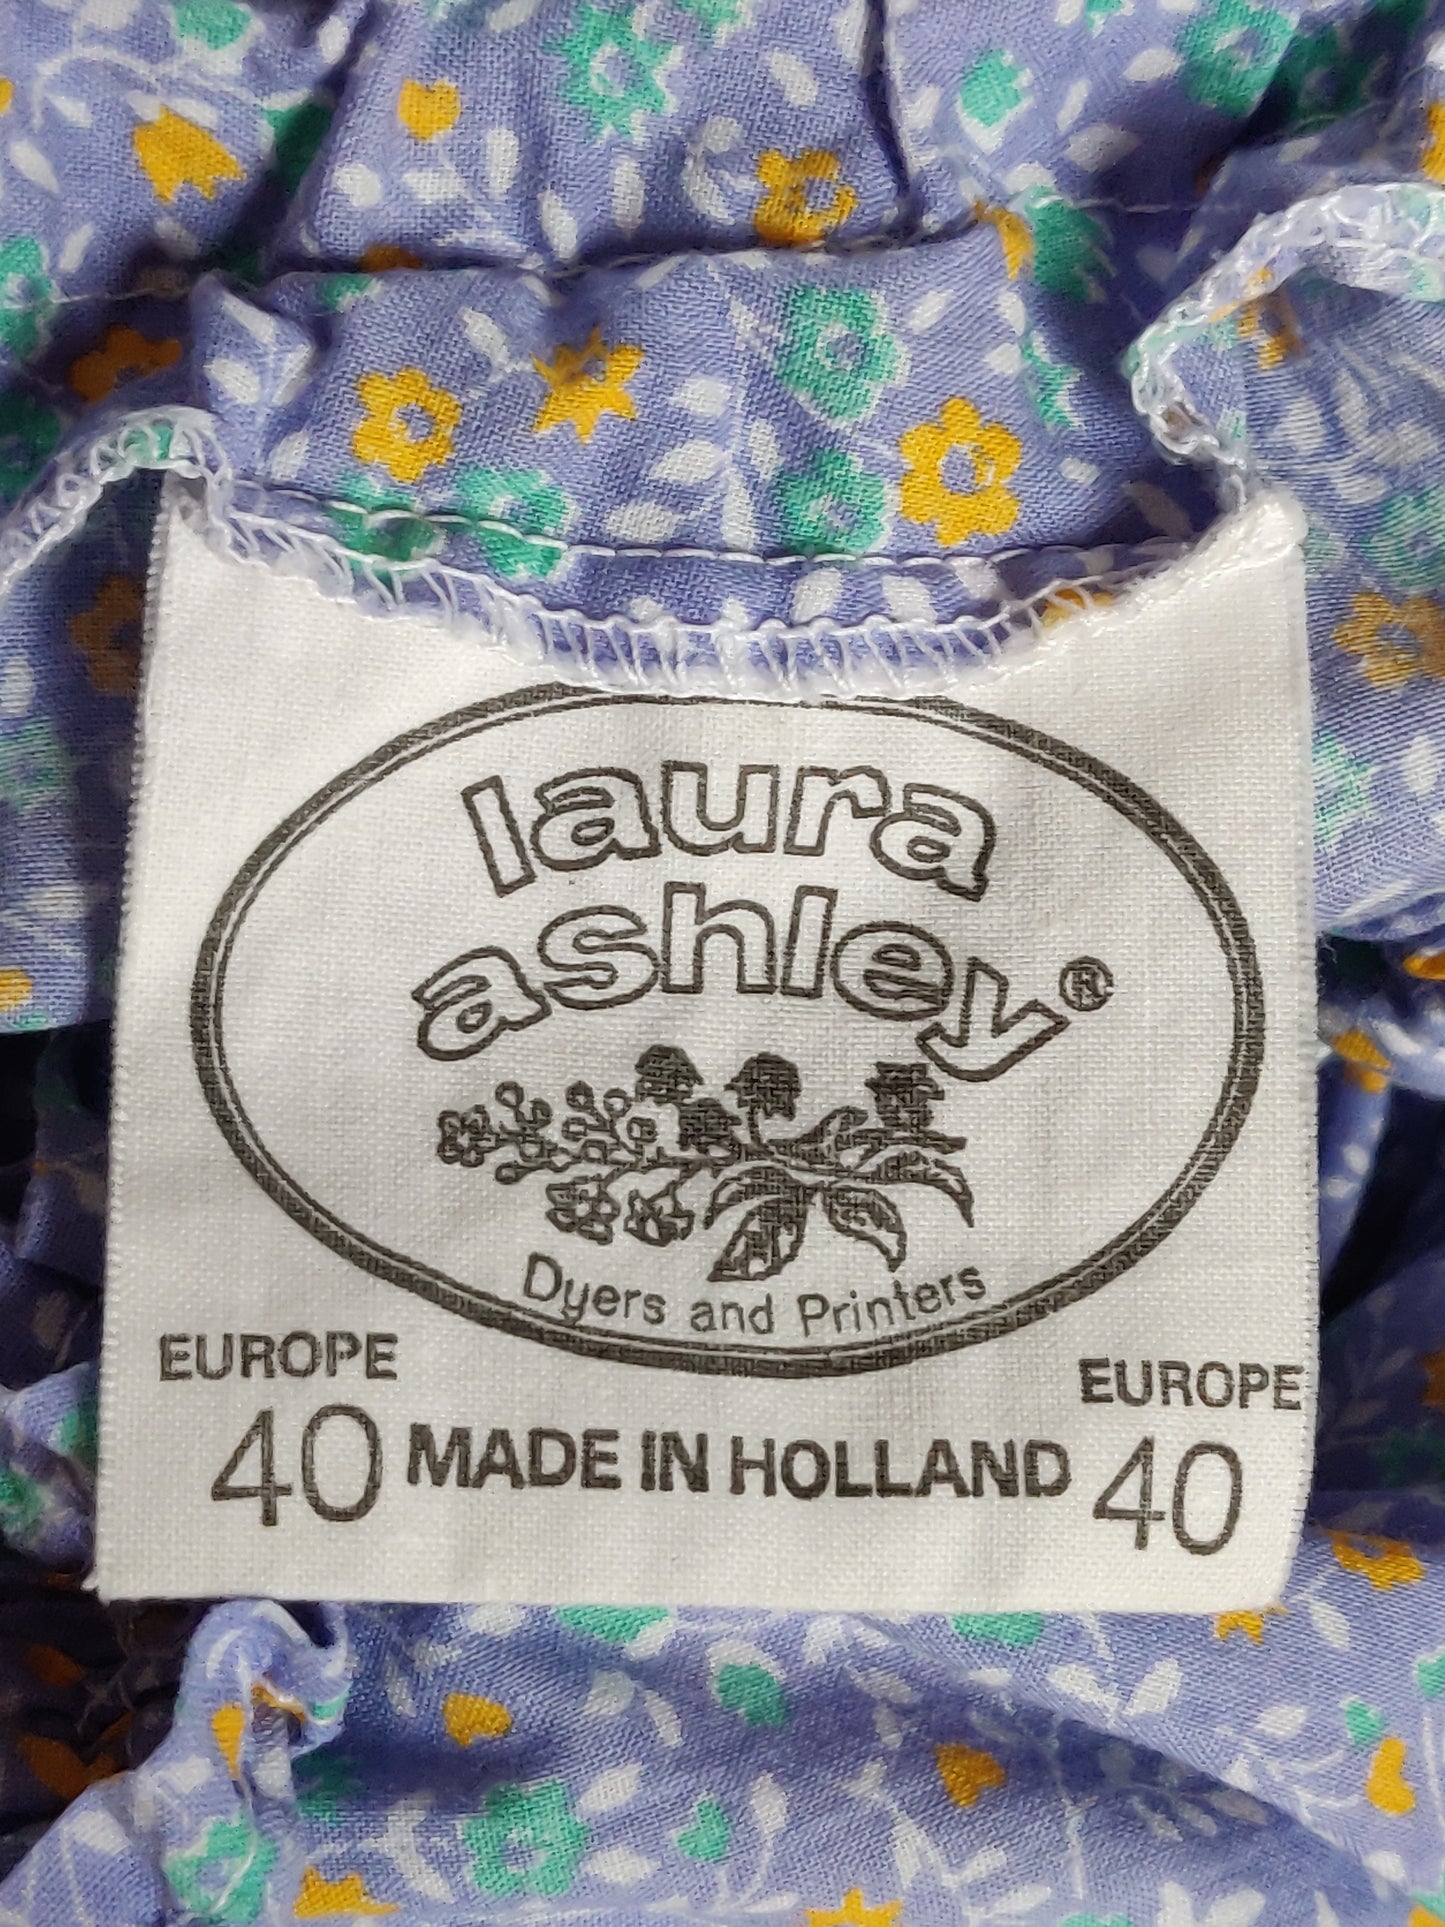 laura
ashley®
Dyers and Printers
EUROPE EUROPE
40 MADE IN HOLLAND 40